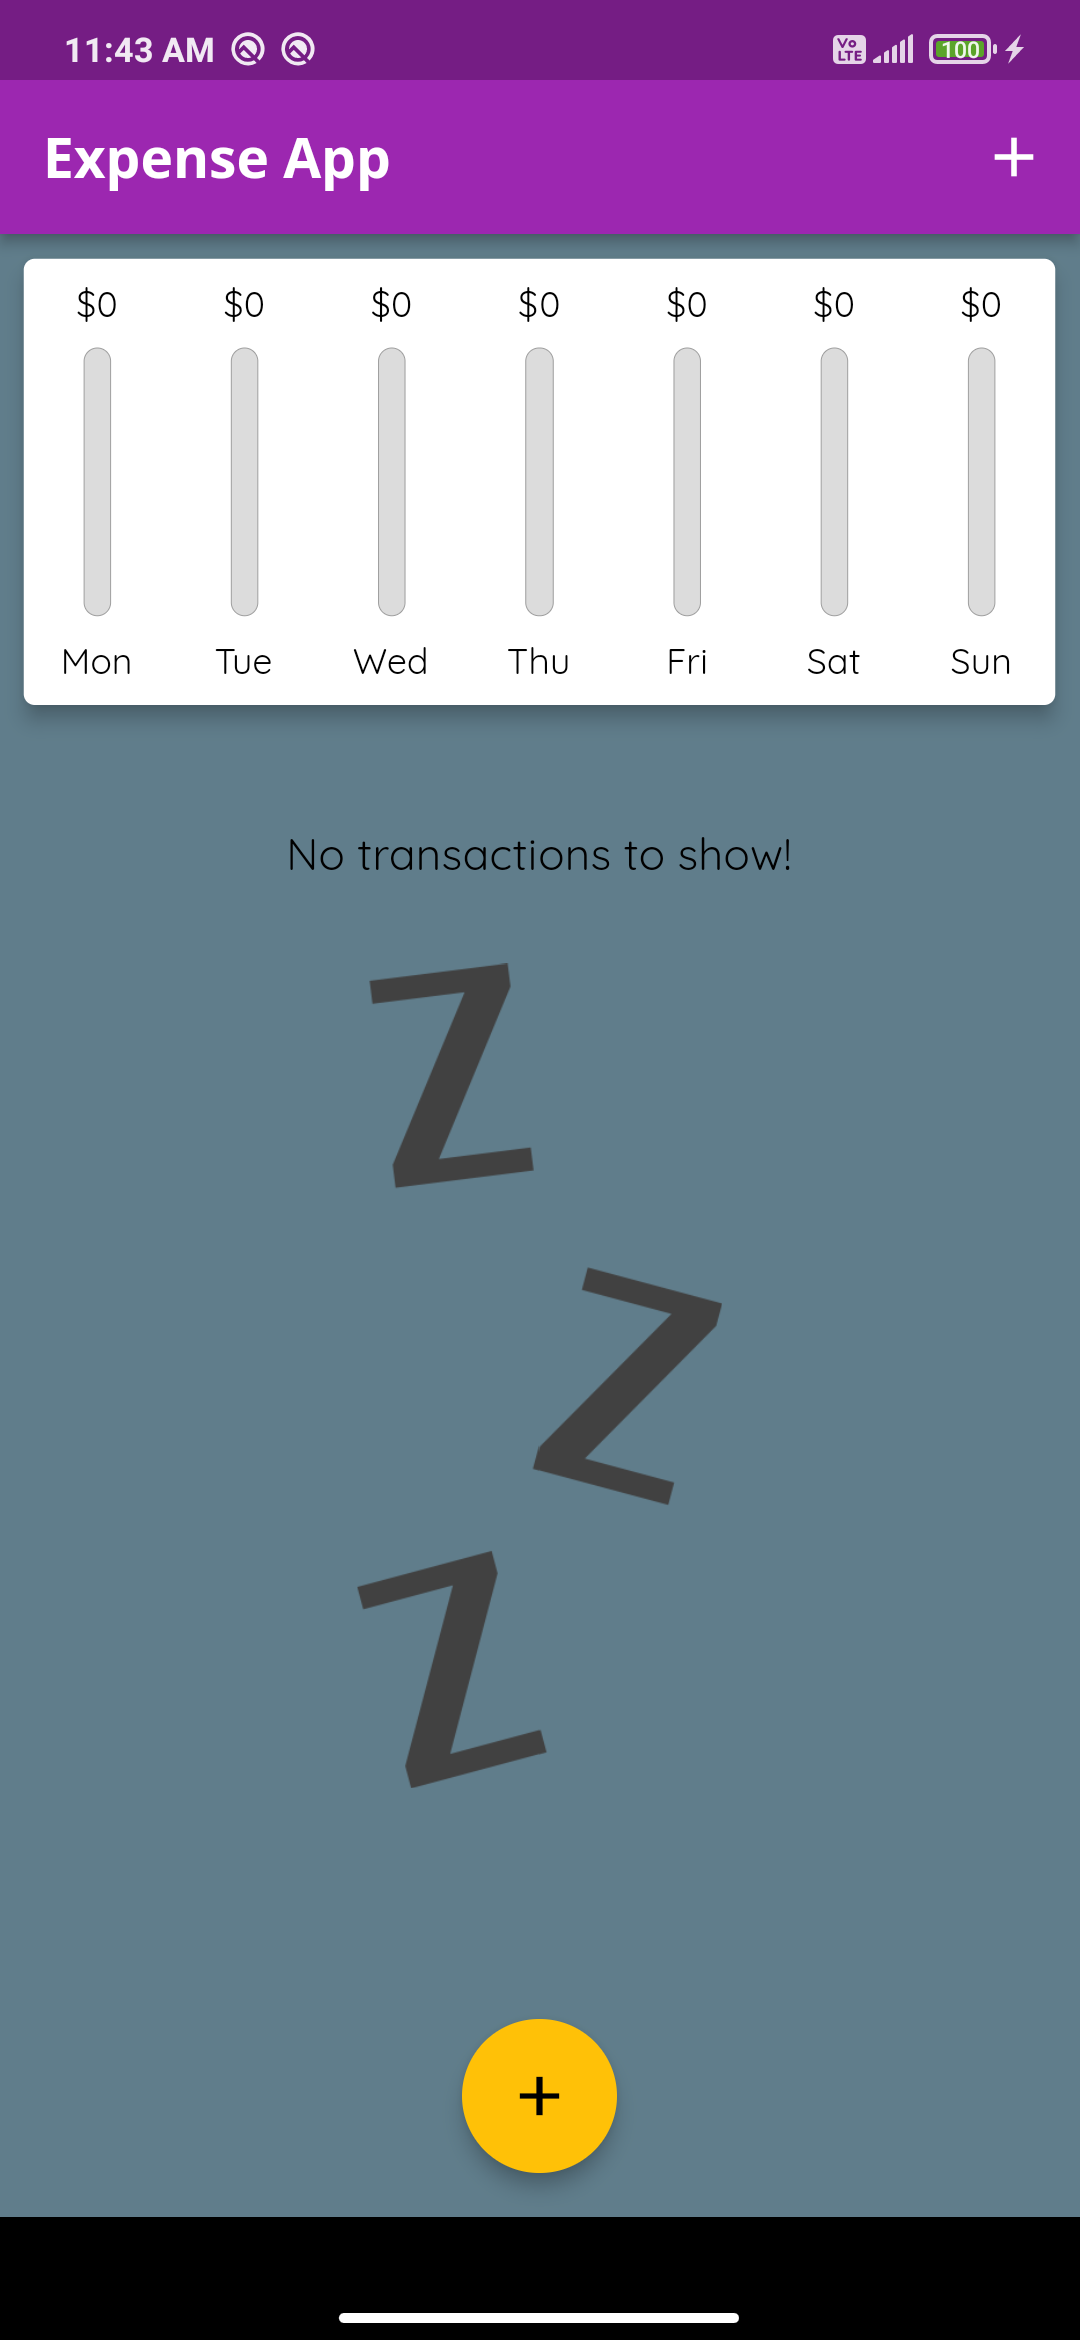 11:43 AM Vo LTE 100
Expense App
$0 $0 $0 $0 $0 $0 $0
Mon Tue Wed Thu Fri Sat Sun
No transactions to show!
Z
Z
Z